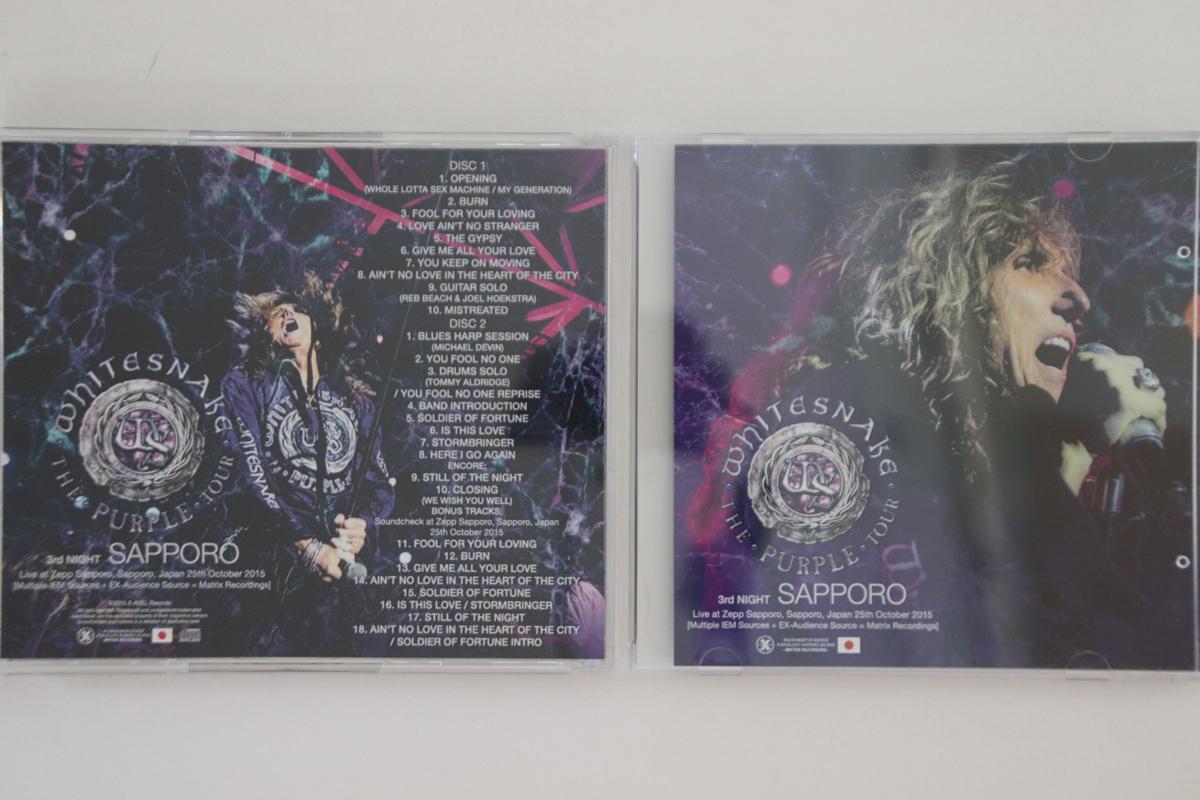 DISC 1
1. OPENING
(WHOLE LOTTA SEX MACHINE / MY GENERATION)
2. BURN
3. FOOL FOR YOUR LOVING
4. LOVE AIN'T NO STRANGER
5. THE GYPSY
6. GIVE ME ALL YOUR LOVE
7. YOU KEEP ON MOVING
8. AIN'T NO LOVE IN THE HEART OF THE CITY
9. GUITAR SOLO
(REB BEACH & JOEL HOEKSTRA)
10. MISTREATED
DISC 2
1. BLUES HARP SESSION
(MICHAEL DEVIN)
2. YOU FOOL NO ONE
3. DRUMS SOLO
(TOMMY ALDRIDGE)
/ YOU FOOL NO ONE REPRISE
4. BAND INTRODUCTION
5. SOLDIER OF FORTUNE
6. IS THIS LOVE
7. STORMBRINGER
8. HERE I GO AGAIN
ENCORE;
9. STILL OF THE NIGHT
10. CLOSING
(WE WISH YOU WELL)
BONUS TRACKS;
Soundcheck at Zepp Sapporo, Sapporo, Japan
25th October 2015
11. FOOL FOR YOUR LOVING
12. BURN
13. GIVE ME ALL YOUR LOVE
14. AIN'T NO LOVE IN THE HEART OF THE CITY
15. SOLDIER OF FORTUNE
16. IS THIS LOVE / STORMBRINGER
17. STILL OF THE NIGHT
18. AIN'T NO LOVE IN THE HEART OF THE CITY
/ SOLDIER OF FORTUNE INTRO
WHITESNAKE
THE PURPLE TOUR
WHITESNAKE
PURPLE
WHITESNAKE
3rd NIGHT SAPPORO
Live at Zepp Sapporo, Sapporo, Japan 25th October 2015
[Multiple IEM Sources + EX-Audience Source = Matrix Recordings]
WHITESNAKE
THE PURPLE TOUR
3rd NIGHT SAPPORO
Live at Zepp Sapporo, Sapporo, Japan 25th October 2015
[Multiple IEM Sources + EX-Audience Source = Matrix Recordings]